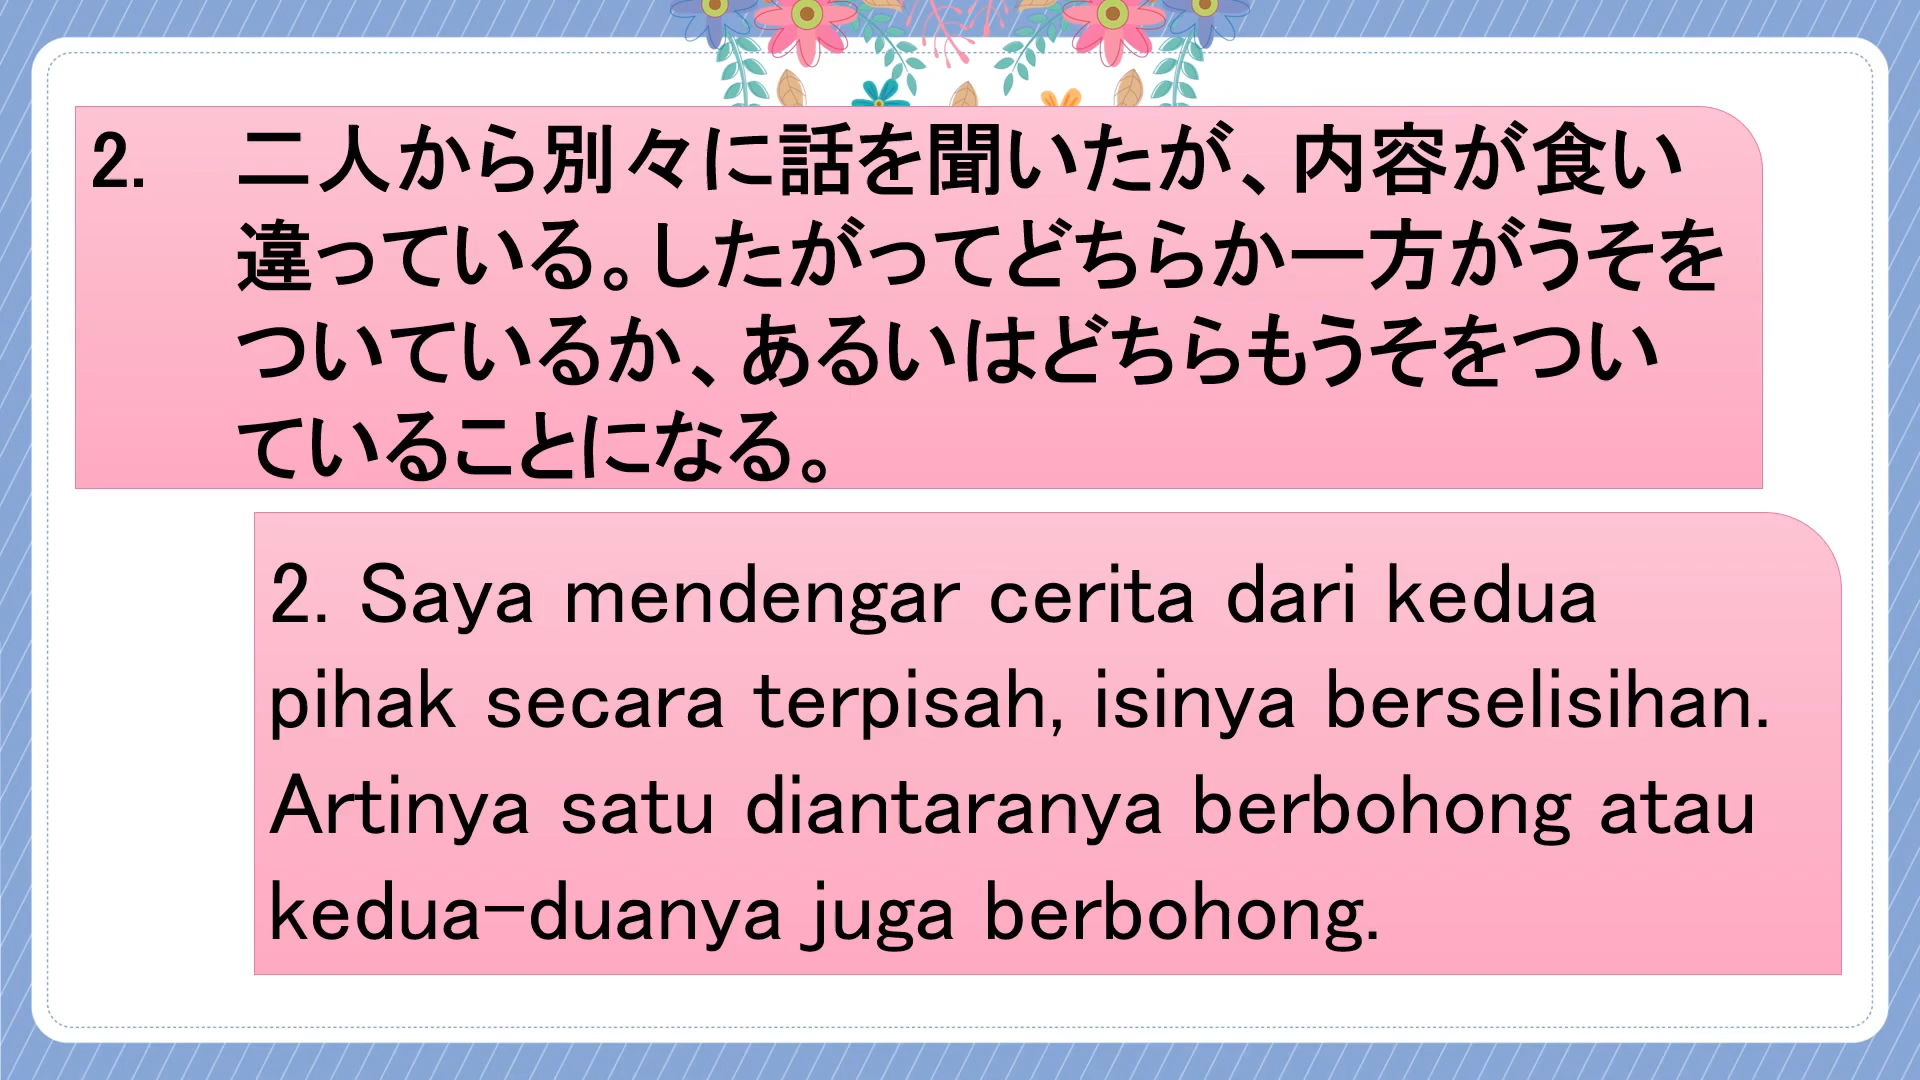 2. 二人から別々に話を聞いたが、内容が食い
違っている。したがってどちらか一方がうそを
ついているか、あるいはどちらもうそをつい
ていることになる。
2. Saya mendengar cerita dari kedua
pihak secara terpisah, isinya berselisihan.
Artinya satu diantaranya berbohong atau
kedua-duanya juga berbohong.